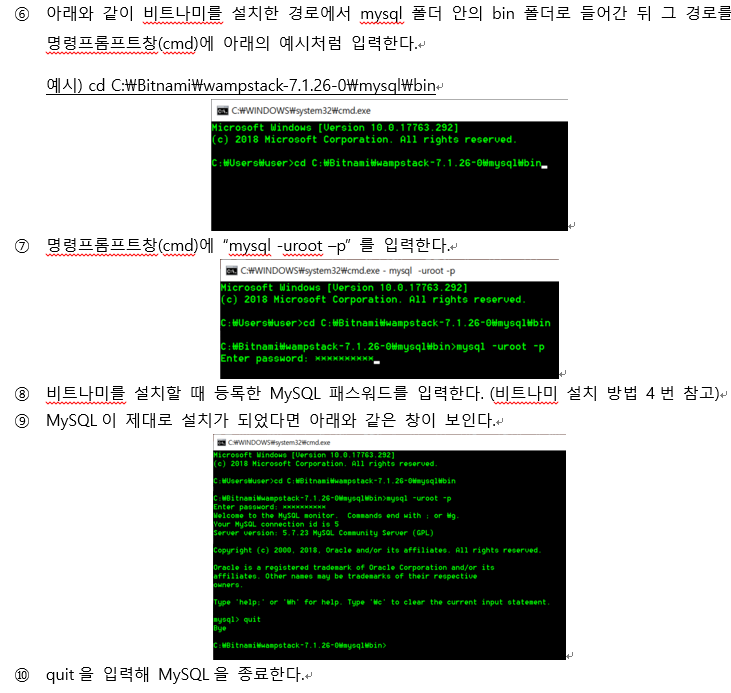 ⑥ 아래와 같이 비트나미를 설치한 경로에서 mysql 폴더 안의 bin 폴더로 들어간 뒤 그 경로를
명령프롬프트창(cmd)에 아래의 예시처럼 입력한다.
예시) cd C:₩Bitnami₩wampstack-7.1.26-0₩mysql₩bin
C:₩WINDOWS₩system32₩cmd.exe
Microsoft Windows [Version 10.0.17763.292]
(c) 2018 Microsoft Corporation. All rights reserved.
C:₩Users₩user>cd C:₩Bitnami₩wampstack-7.1.26-0₩mysql₩bin
⑦ 명령프롬프트창(cmd)에 “mysql -uroot –p” 를 입력한다.
C:₩WINDOWS₩system32₩cmd.exe - mysql -uroot -p
Microsoft Windows [Version 10.0.17763.292]
(c) 2018 Microsoft Corporation. All rights reserved.
C:₩Users₩user>cd C:₩Bitnami₩wampstack-7.1.26-0₩mysql₩bin
C:₩Bitnami₩wampstack-7.1.26-0₩mysql₩bin>mysql -uroot -p
Enter password: **********
⑧ 비트나미를 설치할 때 등록한 MySQL 패스워드를 입력한다. (비트나미 설치 방법 4번 참고)
⑨ MySQL이 제대로 설치가 되었다면 아래와 같은 창이 보인다.
C:₩WINDOWS₩system32₩cmd.exe
Microsoft Windows [Version 10.0.17763.292]
(c) 2018 Microsoft Corporation. All rights reserved.
C:₩Users₩user>cd C:₩Bitnami₩wampstack-7.1.26-0₩mysql₩bin
C:₩Bitnami₩wampstack-7.1.26-0₩mysql₩bin>mysql -uroot -p
Enter password: **********
Welcome to the MySQL monitor.  Commands end with ; or ₩g.
Your MySQL connection id is 5
Server version: 5.7.23 MySQL Community Server (GPL)
Copyright (c) 2000, 2018, Oracle and/or its affiliates. All rights reserved.
Oracle is a registered trademark of Oracle Corporation and/or its
affiliates. Other names may be trademarks of their respective
owners.
Type 'help;' or '₩h' for help. Type '₩c' to clear the current input statement.
mysql> quit
Bye
C:₩Bitnami₩wampstack-7.1.26-0₩mysql₩bin>
⑩ quit을 입력해 MySQL을 종료한다.